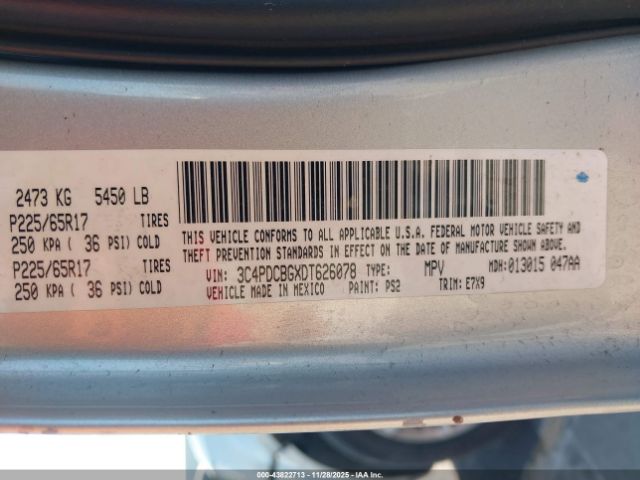 2473 KG 5450 LB
P225/65R17 TIRES
250 KPA ( 36 PSI) COLD
P225/65R17 TIRES
250 KPA ( 36 PSI) COLD
THIS VEHICLE CONFORMS TO ALL APPLICABLE U.S.A. FEDERAL MOTOR VEHICLE SAFETY AND
THEFT PREVENTION STANDARDS IN EFFECT ON THE DATE OF MANUFACTURE SHOWN ABOVE.
VIN: 3C4PDCBGXDT626078 TYPE: MPV MDH:013015 047AA
VEHICLE MADE IN MEXICO PAINT: PS2 TRIM: E7X9
000-43822713 - 11/28/2025 - IAA Inc.